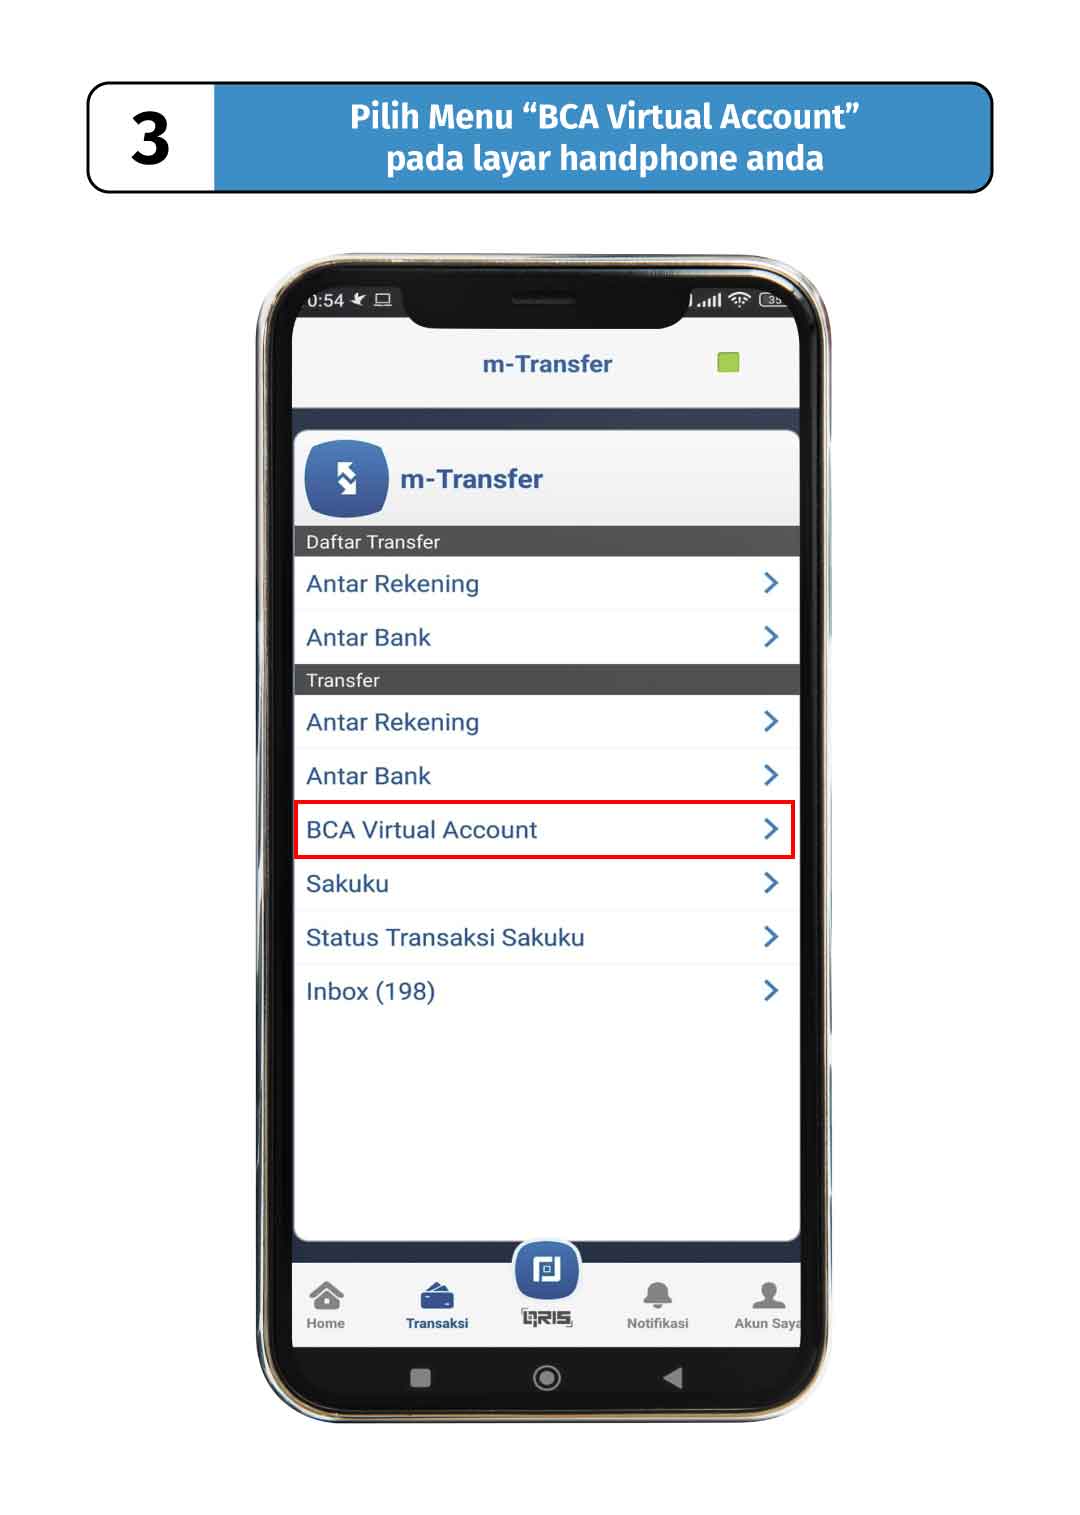 3
Pilih Menu “BCA Virtual Account”
pada layar handphone anda
0:54
35
m-Transfer
m-Transfer
Daftar Transfer
Antar Rekening
Antar Bank
Transfer
Antar Rekening
Antar Bank
BCA Virtual Account
Sakuku
Status Transaksi Sakuku
Inbox (198)
Home
Transaksi
QRIS
Notifikasi
Akun Saya